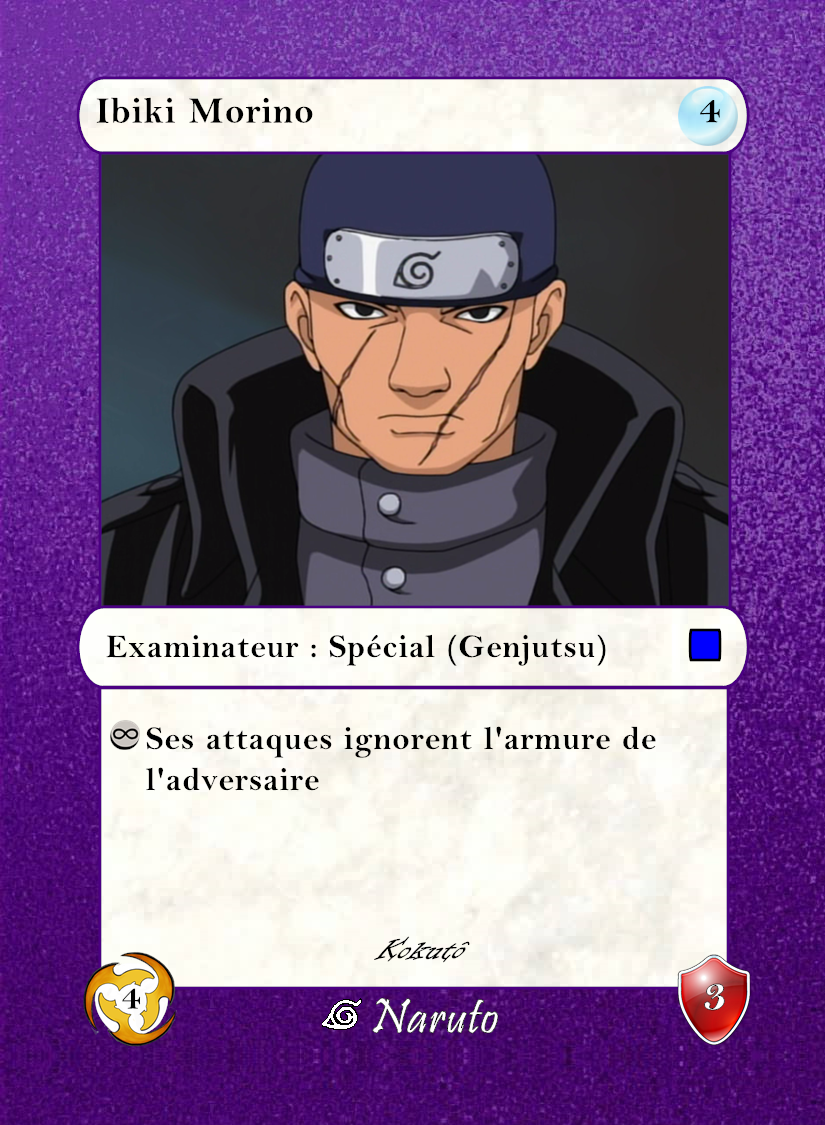 Ibiki Morino
4
Examinateur : Spécial (Genjutsu)
∞ Ses attaques ignorent l'armure de
l'adversaire
Kokutô
4
Naruto
3